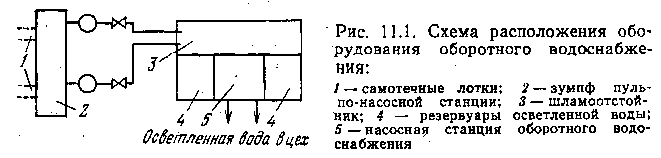 Рис. 11.1. Схема расположения обо-
рудования оборотного водоснабже-
ния:
1 — самотечные лотки; 2 — зумпф пуль-
по-насосной станции; 3 — шламоотстой-
ник; 4 — резервуары осветленной воды;
5 — насосная станция оборотного водо-
снабжения
1
2
3
4
5
4
Осветленная вода в цех